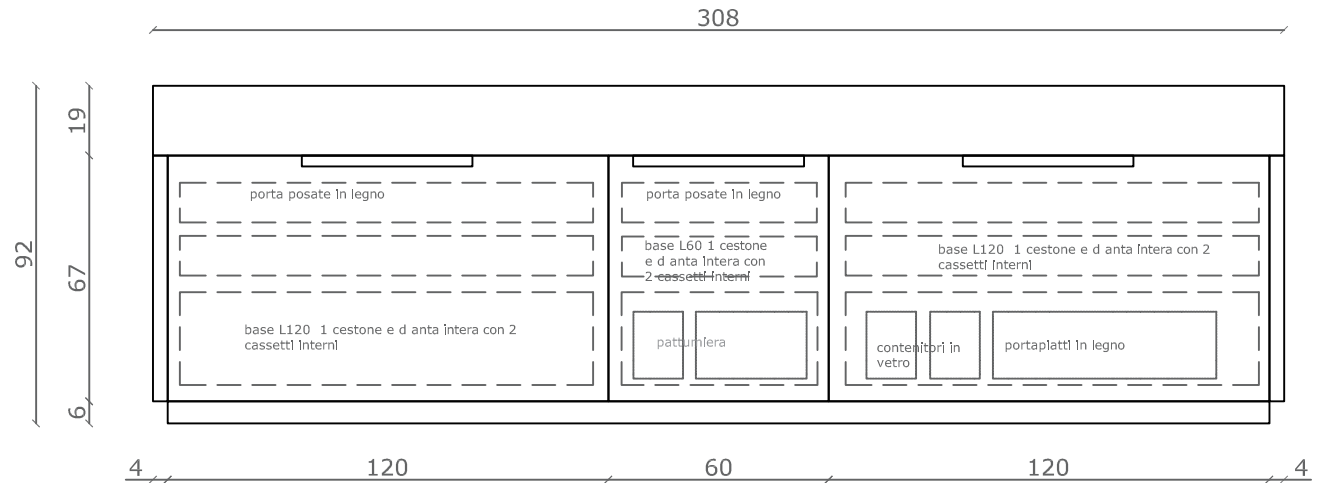 308
19
92
67
6
porta posate in legno
porta posate in legno
base L60 1 cestone
e d anta intera con
2 cassetti interni
base L120 1 cestone e d anta intera con 2
cassetti interni
base L120 1 cestone e d anta intera con 2
cassetti interni
pattumiera
contenitori in
vetro
portapiatti in legno
4
120
60
120
4